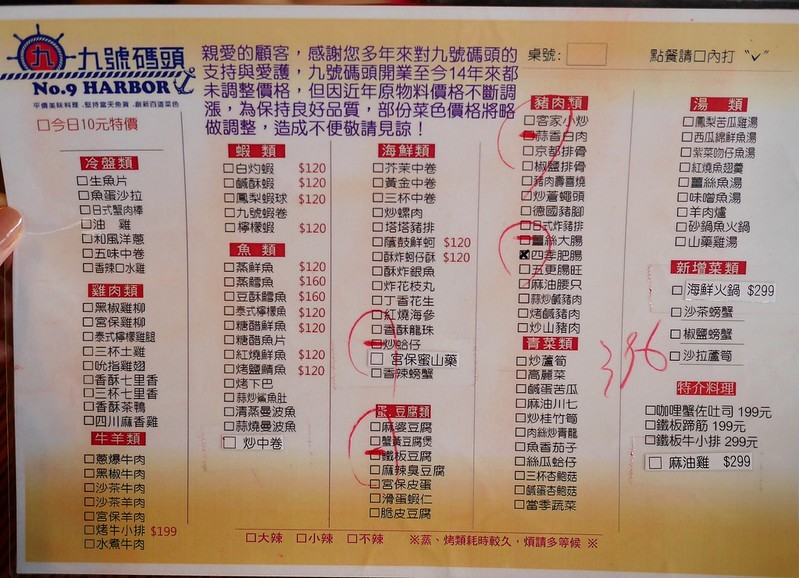 九 九號碼頭
No.9 HARBOR
平價美味料理.堅持當天魚貨.創新百道菜色
親愛的顧客，感謝您多年來對九號碼頭的
支持與愛護，九號碼頭開業至今14年來都
未調整價格，但因近年原物料價格不斷調
漲，為保持良好品質，部份菜色價格將略
做調整，造成不便敬請見諒！
桌號:
點餐請口內打 "✓"
□今日10元特價
冷盤類
□生魚片
□魚蛋沙拉
□日式蟹肉棒
□油 雞
□和風洋蔥
□五味中卷
□香辣口水雞
雞肉類
□黑椒雞柳
□宮保雞柳
□泰式檸檬雞腿
□三杯土雞
□吮指雞翅
□香酥七里香
□三杯七里香
□香酥茶鴨
□四川麻香雞
牛羊類
□蔥爆牛肉
□黑椒牛肉
□沙茶牛肉
□沙茶羊肉
□宮保羊肉
□烤牛小排 $199
□水煮牛肉
蝦 類
□白灼蝦 $120
□鹹酥蝦 $120
□鳳梨蝦球 $120
□九號蝦卷
□檸檬蝦 $120
魚 類
□蒸鮮魚 $120
□蒸鱈魚 $160
□豆酥鱈魚 $160
□泰式檸檬魚 $120
□糖醋鮮魚 $120
□糖醋魚片
□紅燒鮮魚 $120
□烤鹽鯖魚 $120
□烤下巴
□蒜炒鯊魚肚
□清蒸曼波魚
□蒜燒曼波魚
□ 炒中卷
海鮮類
□芥茉中卷
□黃金中卷
□三杯中卷
□炒螺肉
□塔塔豬排
□蔭鼓鮮蚵 $120
□酥炸蚵仔酥 $120
□酥炸銀魚
□炸花枝丸
□丁香花生
□紅燒海參
□香酥龍珠
□炒蛤仔
□ 宮保蜜山藥
□香辣螃蟹
蛋.豆腐類
□麻婆豆腐
□蟹黃豆腐煲
□鐵板豆腐
□麻辣臭豆腐
□宮保皮蛋
□滑蛋蝦仁
□脆皮豆腐
豬肉類
□客家小炒
□蒜香白肉
□京都排骨
□椒鹽排骨
□豬肉壽喜燒
□炒蒼蠅頭
□德國豬腳
□日式炸豬排
□薑絲大腸
☒四季肥腸
□五更腸旺
□麻油腰只
□蒜炒鹹豬肉
□烤鹹豬肉
□炒山豬肉
青菜類
□炒蘆筍
□高麗菜
□鹹蛋苦瓜
□麻油川七
□炒桂竹筍
□肉絲炒青龍
□魚香茄子
□絲瓜蛤仔
□三杯杏鮑菇
□鹹蛋杏鮑菇
□當季蔬菜
湯 類
□鳳梨苦瓜雞湯
□西瓜綿鮮魚湯
□紫菜吻仔魚湯
□紅燒魚翅羹
□薑絲魚湯
□味噌魚湯
□羊肉爐
□砂鍋魚火鍋
□山藥雞湯
新增菜類
□海鮮火鍋 $299
□沙茶螃蟹
□椒鹽螃蟹
□沙拉蘆筍
336
特介料理
□咖哩蟹佐吐司 199元
□鐵板蹄筋 199元
□鐵板牛小排 299元
□ 麻油雞 $299
□大辣 □小辣 □不辣 ※蒸、烤類耗時較久，煩請多等候 ※